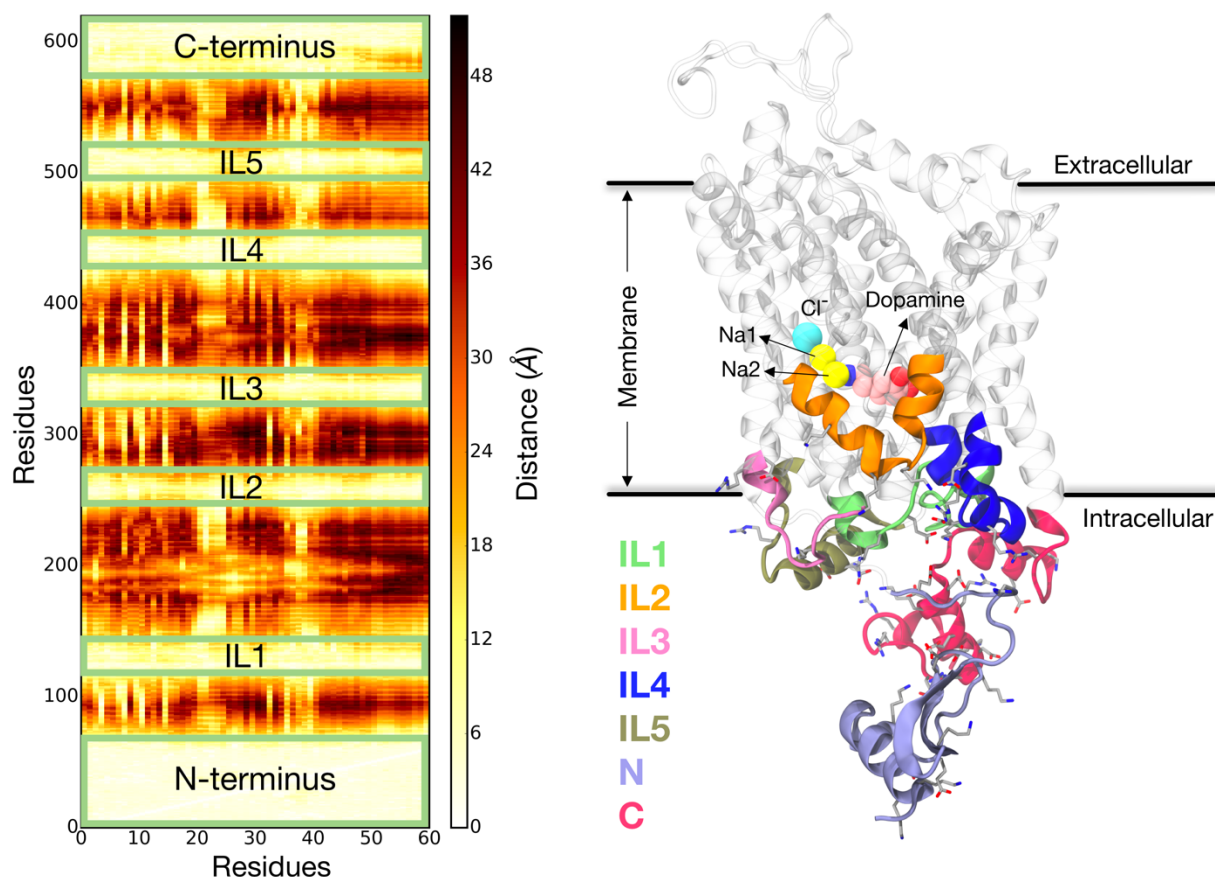 600
500
400
300
200
100
0
Residues
C-terminus
IL5
IL4
IL3
IL2
IL1
N-terminus
0 10 20 30 40 50 60
Residues
48
42
36
30
24
18
12
6
0
Distance (Å)
Extracellular
Membrane
Cl⁻
Dopamine
Na1
Na2
Intracellular
IL1
IL2
IL3
IL4
IL5
N
C